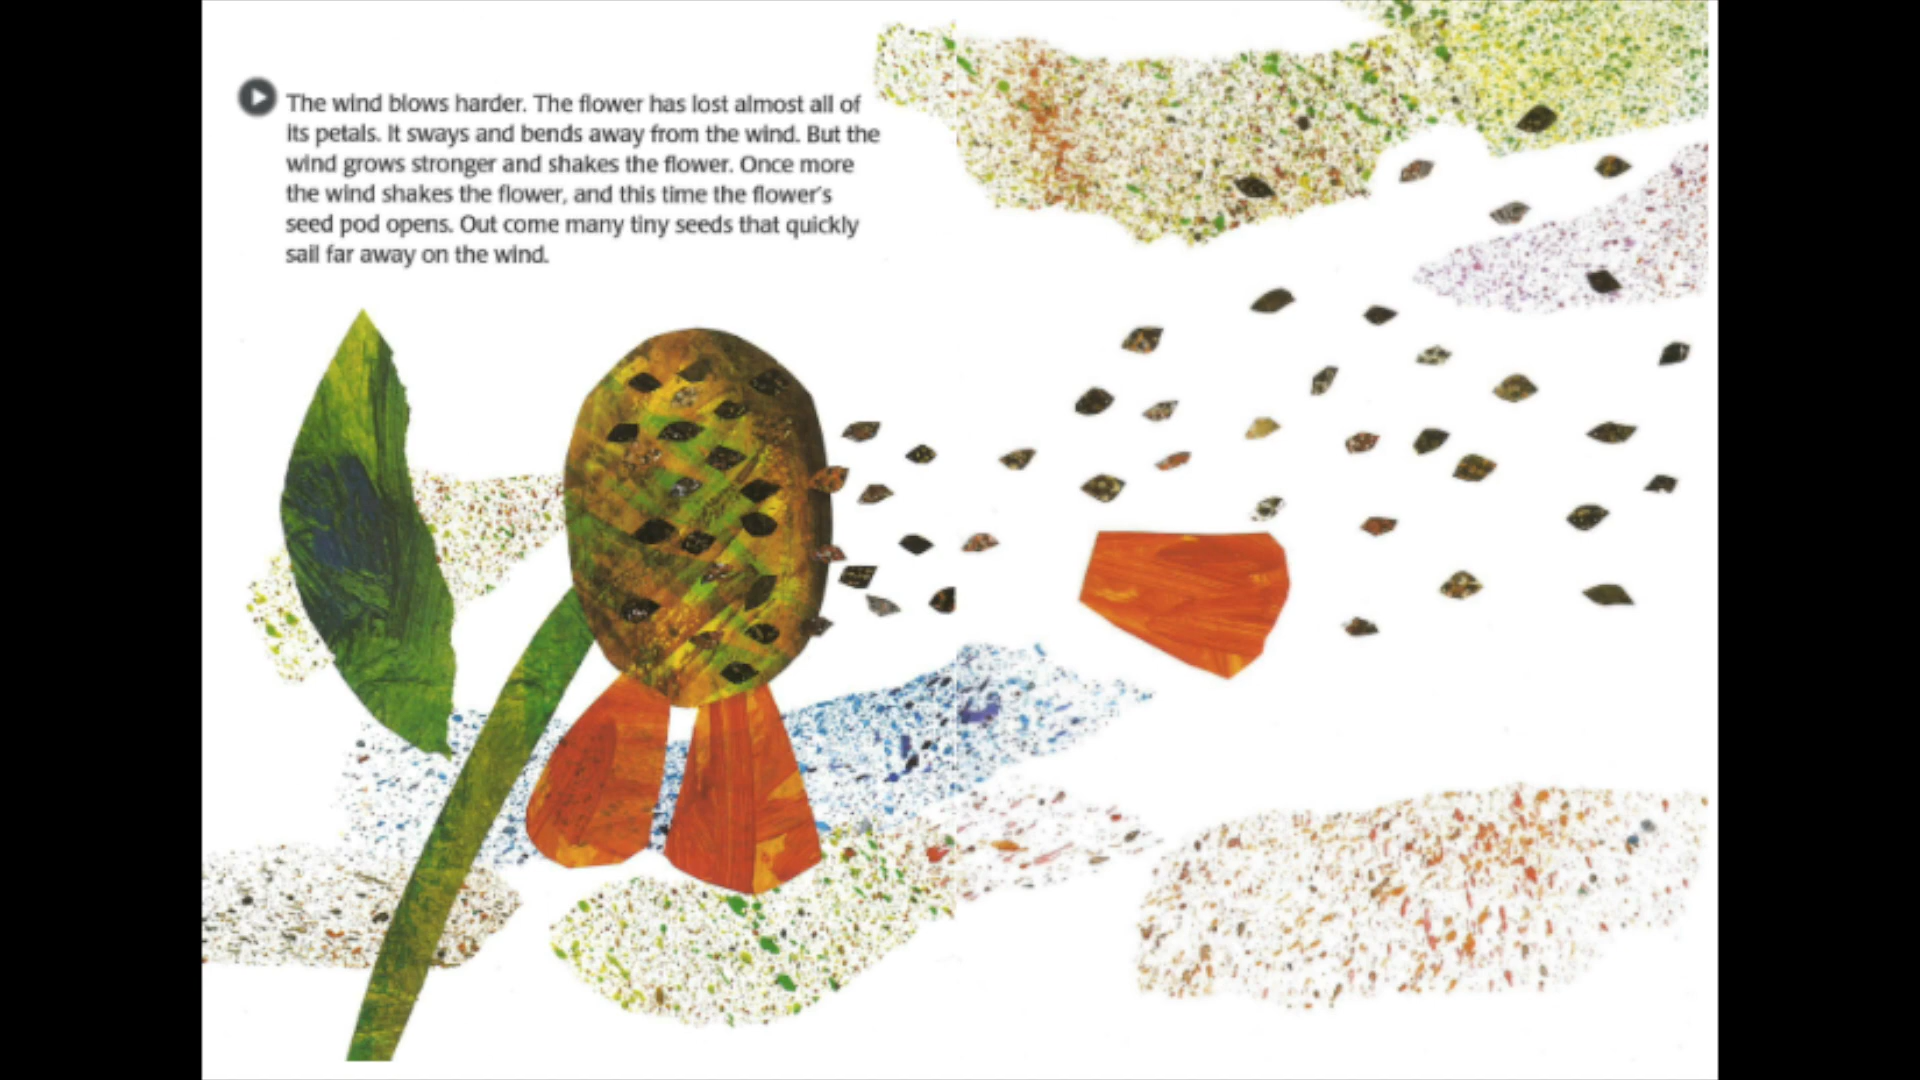 The wind blows harder. The flower has lost almost all of
its petals. It sways and bends away from the wind. But the
wind grows stronger and shakes the flower. Once more
the wind shakes the flower, and this time the flower's
seed pod opens. Out come many tiny seeds that quickly
sail far away on the wind.